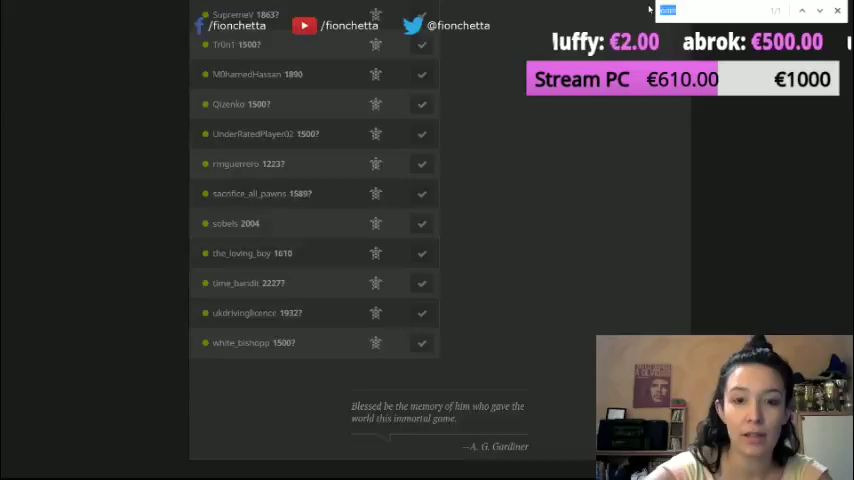 SupremeV 1863?
/fionchetta /fionchetta @fionchetta
Tr0n1 1500?
M0hamedHassan 1890
Qizenko 1500?
UnderRatedPlayer02 1500?
rmguerrero 1223?
sacrifice_all_pawns 1589?
sobels 2004
the_loving_boy 1610
time_bandit 2227?
ukdrivinglicence 1932?
white_bishopp 1500?
Blessed be the memory of him who gave the
world this immortal game.
—A. G. Gardiner
1/1
luffy: €2.00 abrok: €500.00
Stream PC €610.00 €1000